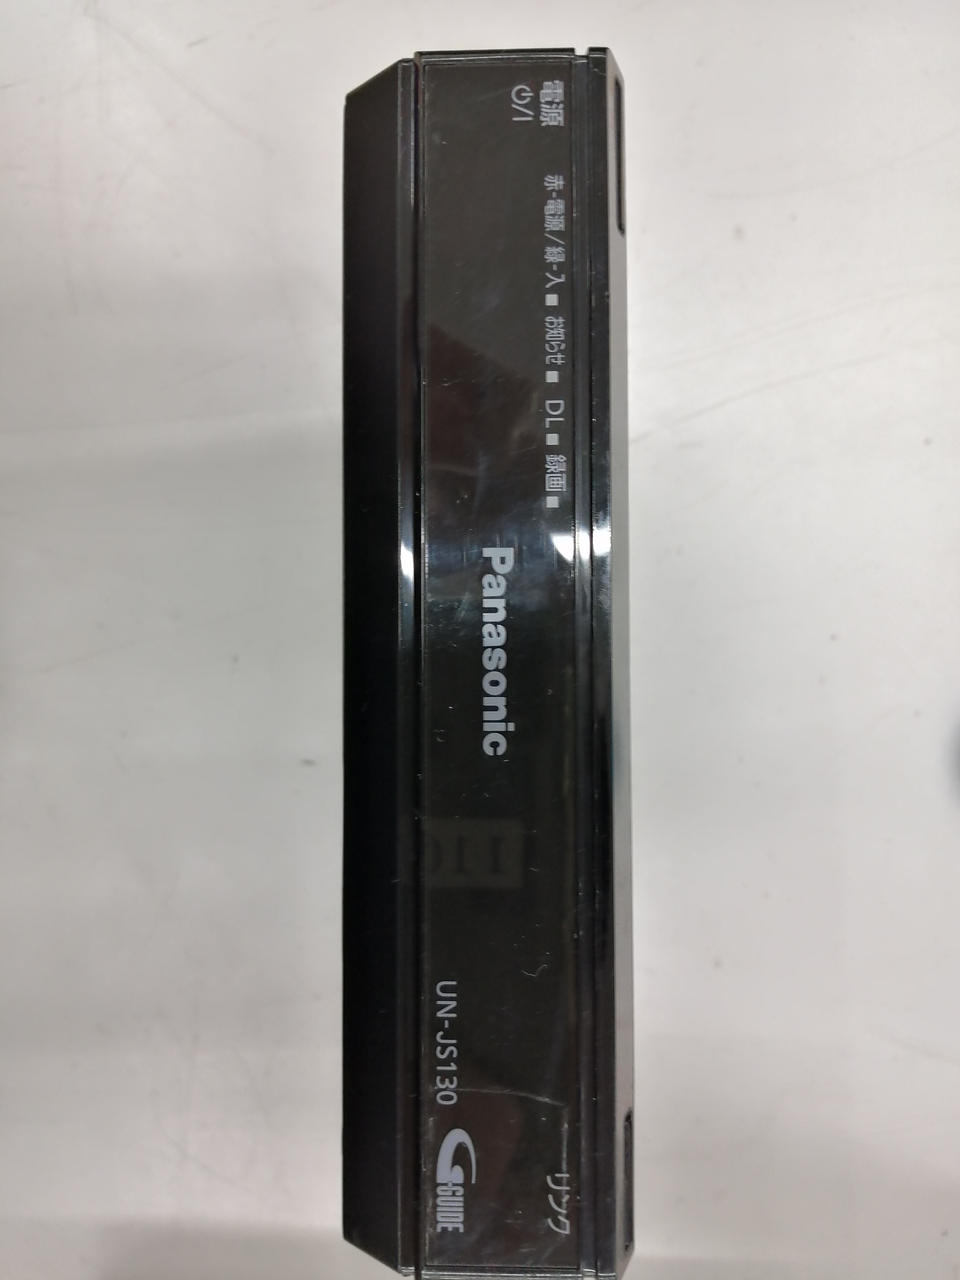 電源
⏻/I
赤-電源/緑-入 お知らせ DL 録画
Panasonic
UN-JS130
G-GUIDE
リンク